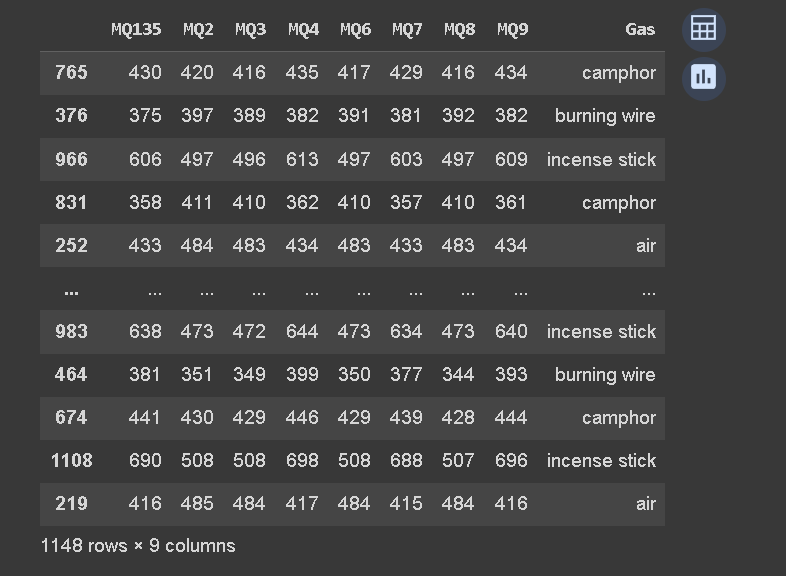 MQ135 MQ2 MQ3 MQ4 MQ6 MQ7 MQ8 MQ9 Gas
765 430 420 416 435 417 429 416 434 camphor
376 375 397 389 382 391 381 392 382 burning wire
966 606 497 496 613 497 603 497 609 incense stick
831 358 411 410 362 410 357 410 361 camphor
252 433 484 483 434 483 433 483 434 air
... ... ... ... ... ... ... ... ... ...
983 638 473 472 644 473 634 473 640 incense stick
464 381 351 349 399 350 377 344 393 burning wire
674 441 430 429 446 429 439 428 444 camphor
1108 690 508 508 698 508 688 507 696 incense stick
219 416 485 484 417 484 415 484 416 air
1148 rows × 9 columns